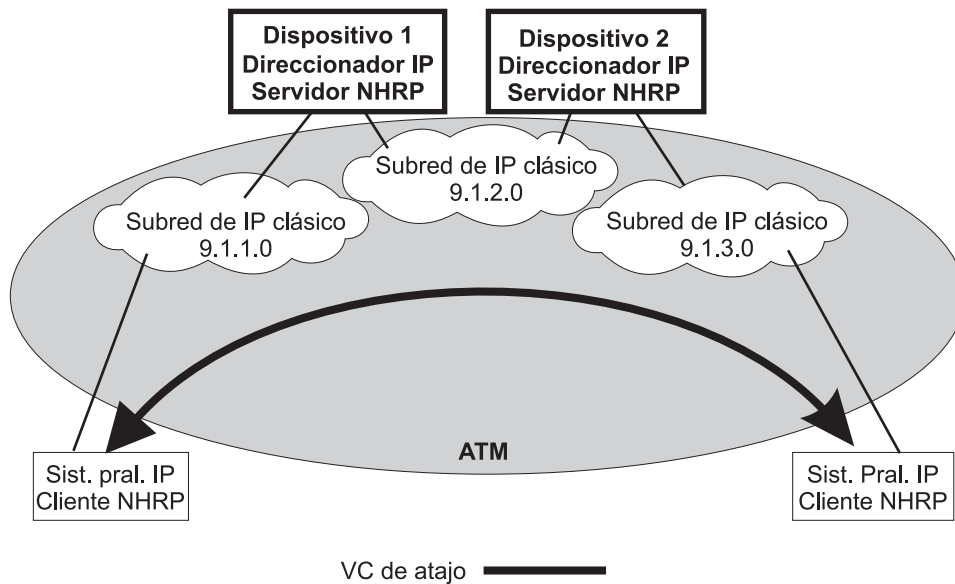 Dispositivo 1
Direccionador IP
Servidor NHRP
Dispositivo 2
Direccionador IP
Servidor NHRP
Subred de IP clásico
9.1.2.0
Subred de IP clásico
9.1.1.0
Subred de IP clásico
9.1.3.0
ATM
Sist. pral. IP
Cliente NHRP
Sist. Pral. IP
Cliente NHRP
VC de atajo